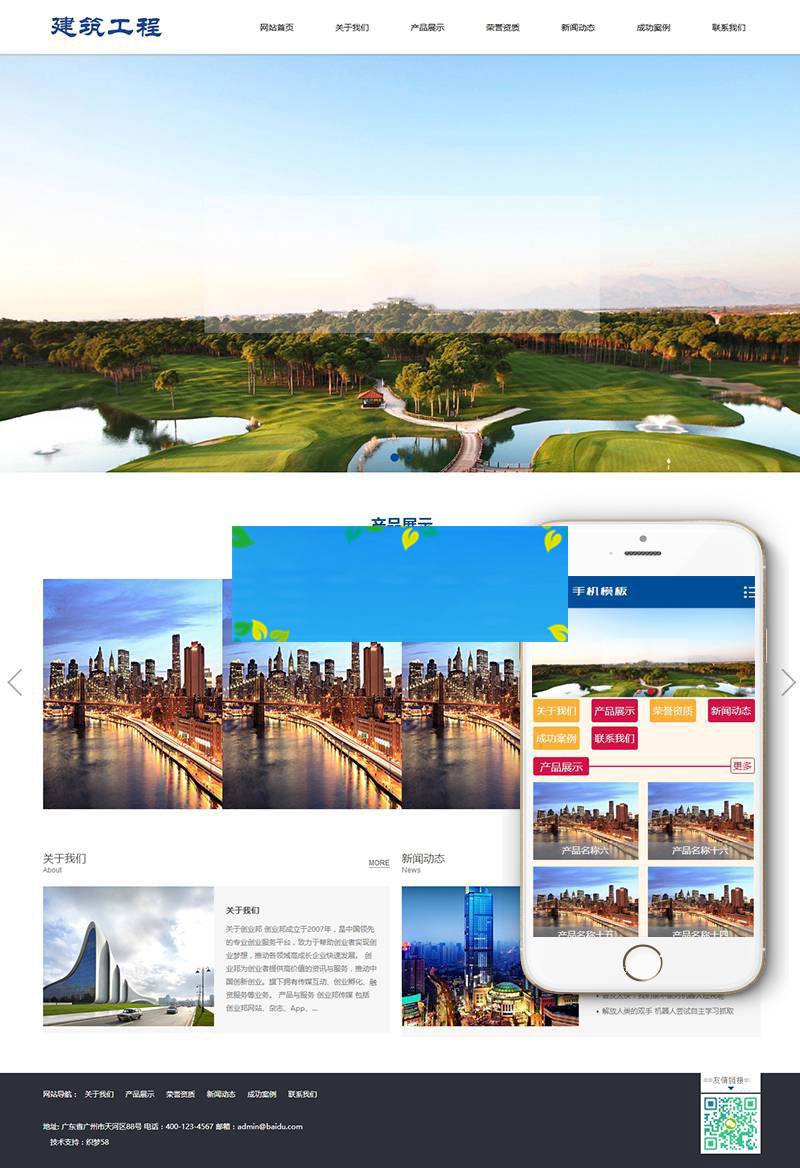 建筑工程
网站首页 关于我们 产品展示 荣誉资质 新闻动态 成功案例 联系我们
产品展示
手机模板
关于我们 产品展示 荣誉资质 新闻动态
成功案例 联系我们
产品展示 更多
产品名称六 产品名称十六
产品名称十五 产品名称十四
关于我们
About
MORE
关于我们
关于创业邦 创业邦成立于2007年，是中国领先
的专业创业服务平台，致力于帮助创业者实现创
业梦想，推动各领域高成长企业快速发展。 创
业邦为创业者提供高价值的资讯与服务，推动中
国创新创业。旗下拥有传媒互动、创业孵化、融
资服务等业务。 产品与服务 创业邦传媒 包括
创业邦网站、杂志、App、...
新闻动态
News
• 解放人类的双手 机器人尝试自主学习抓取
网站导航： 关于我们 产品展示 荣誉资质 新闻动态 成功案例 联系我们
==友情链接=
地址: 广东省广州市天河区88号 电话：400-123-4567 邮箱：admin@baidu.com
技术支持：织梦58